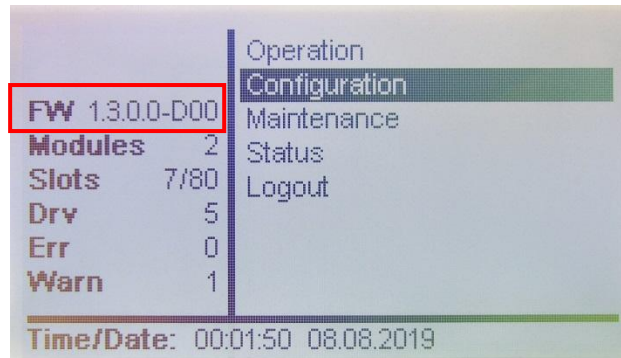 Operation
Configuration
Maintenance
Status
Logout
FW 1.3.0.0-D00
Modules 2
Slots 7/80
Drv 5
Err 0
Warn 1
Time/Date: 00:01:50 08.08.2019